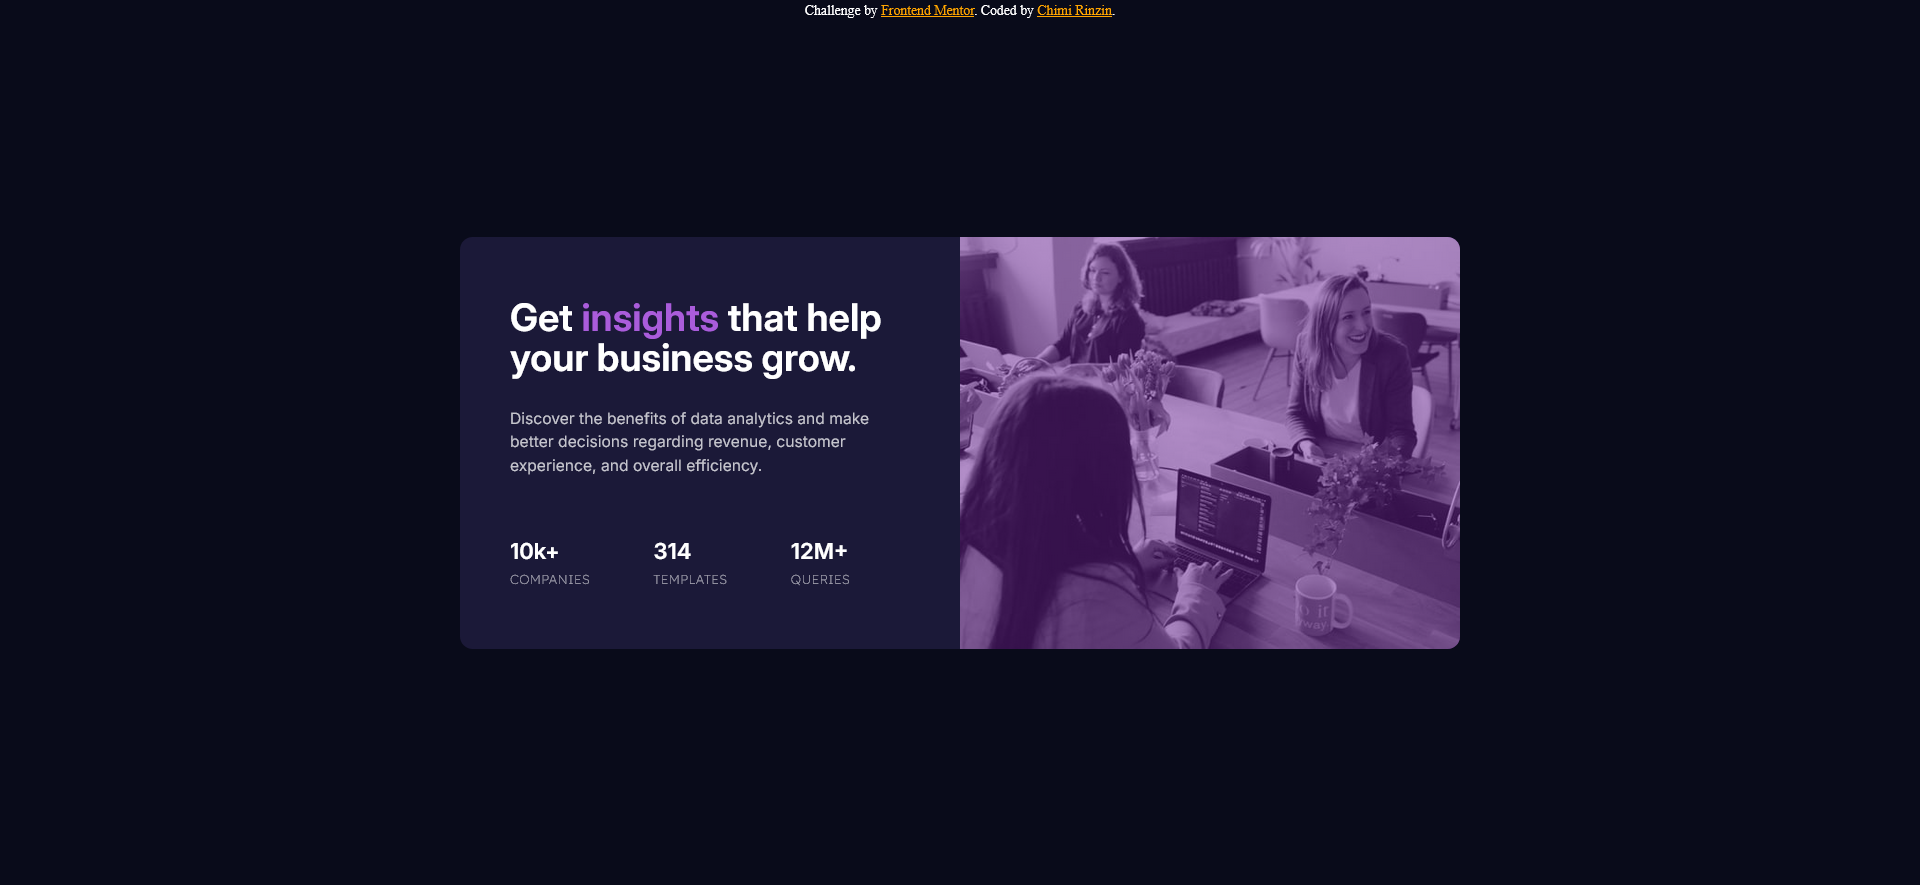 Challenge by Frontend Mentor. Coded by Chimi Rinzin.
Get insights that help
your business grow.
Discover the benefits of data analytics and make
better decisions regarding revenue, customer
experience, and overall efficiency.
10k+ 314 12M+
COMPANIES TEMPLATES QUERIES
it
way.